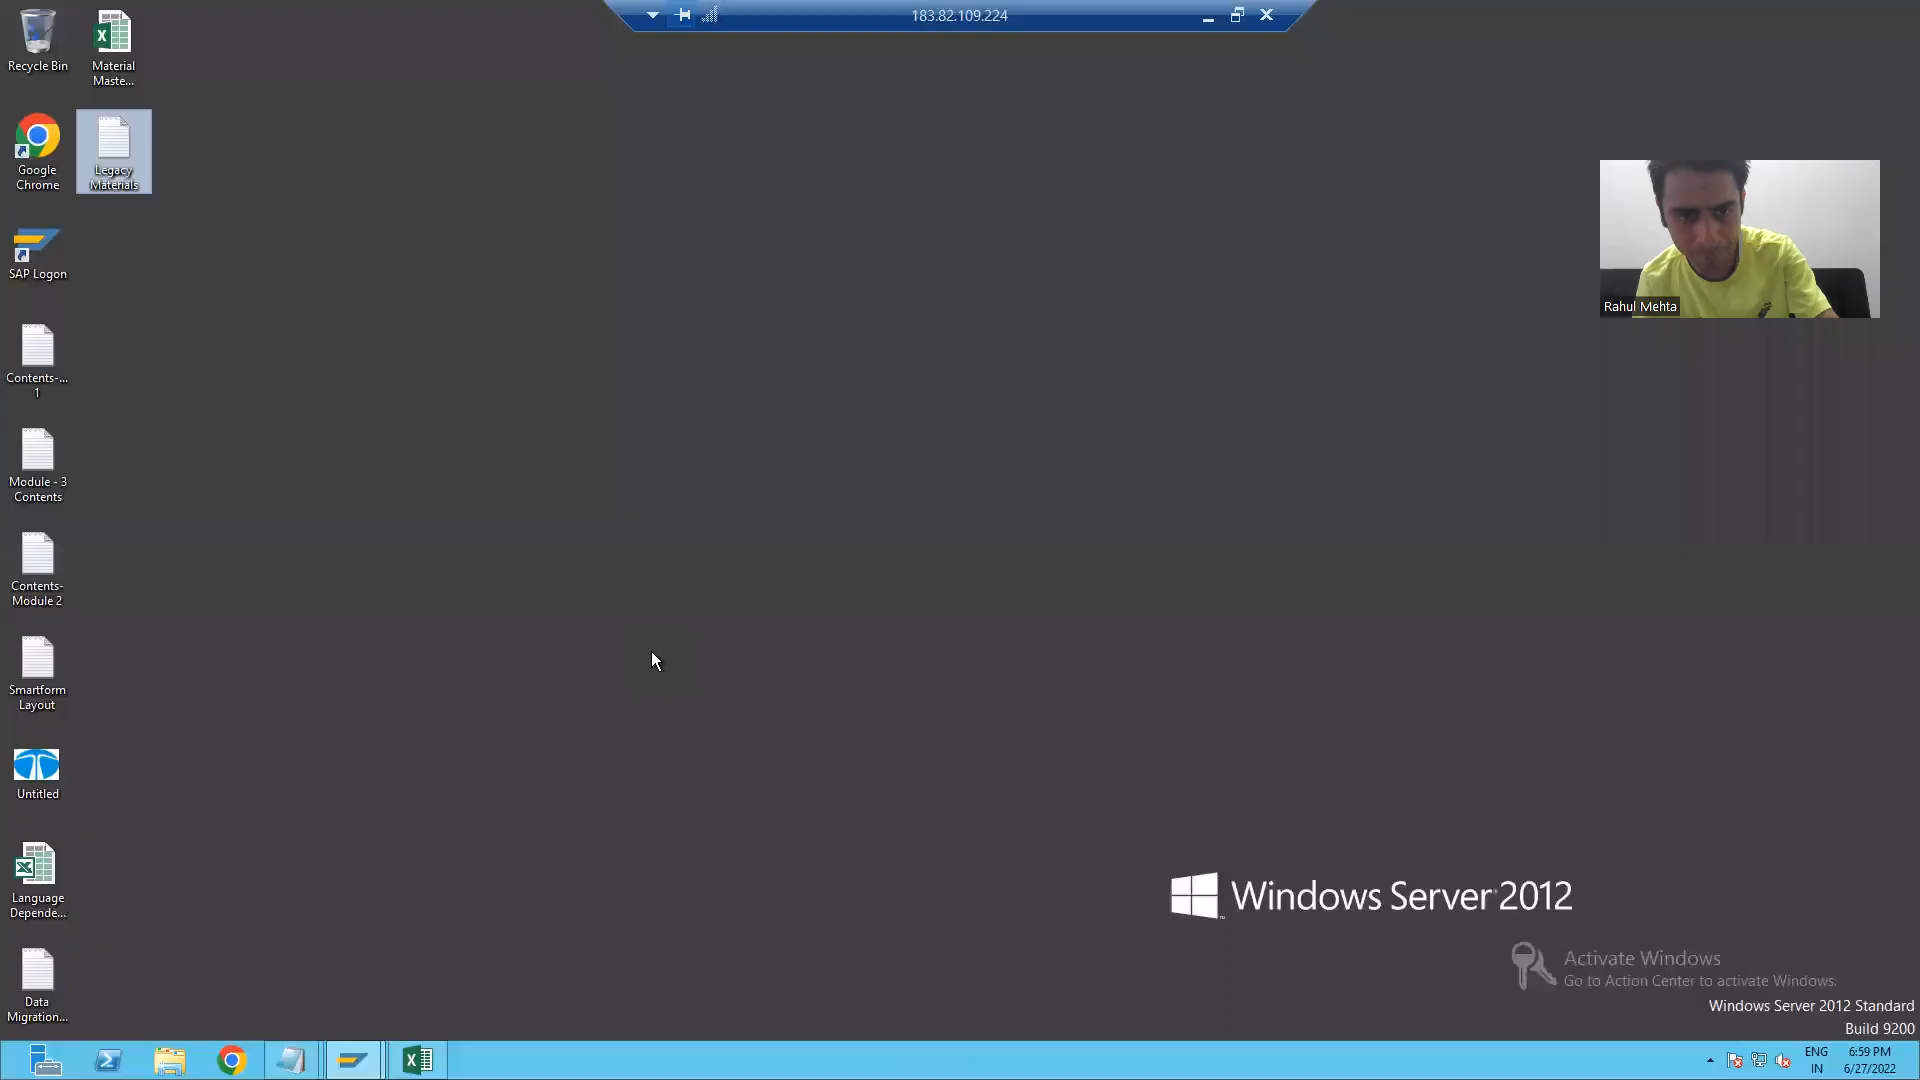 183.82.109.224
Recycle Bin
Material
Maste...
Google
Chrome
Legacy
Materials
SAP Logon
Contents-...
1
Module - 3
Contents
Contents-
Module 2
Smartform
Layout
Untitled
Language
Depende...
Data
Migration...
Rahul Mehta
Windows Server 2012
Activate Windows
Go to Action Center to activate Windows.
Windows Server 2012 Standard
Build 9200
ENG
IN
6:59 PM
6/27/2022